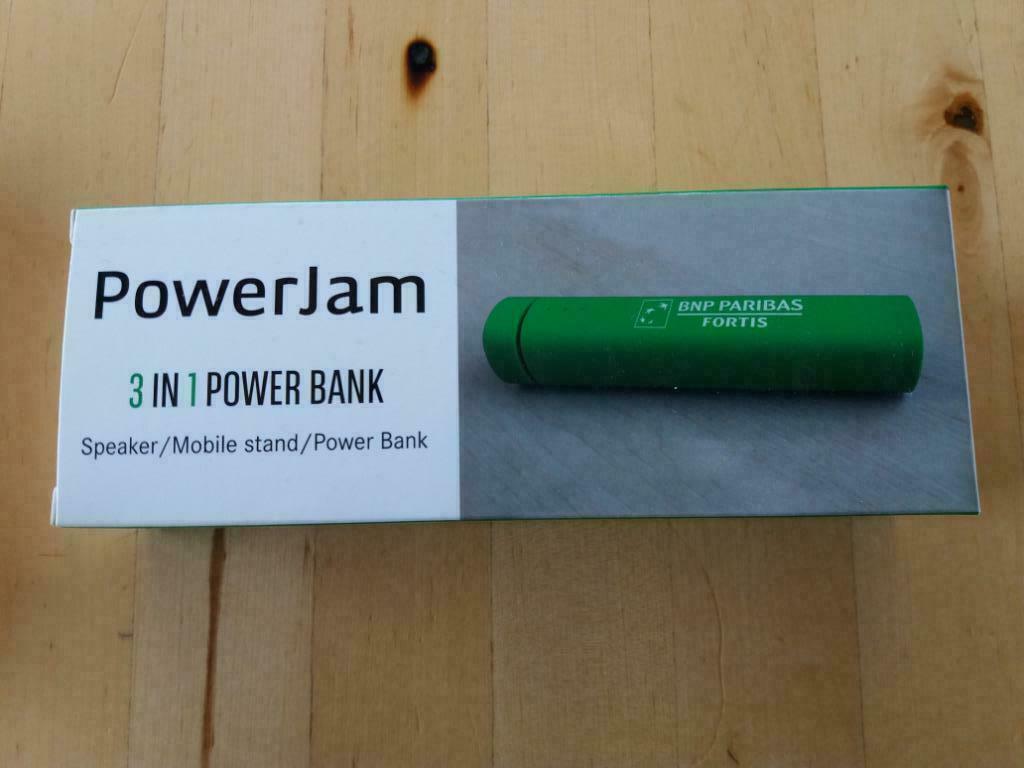 PowerJam
3 IN 1 POWER BANK
Speaker/Mobile stand/Power Bank
BNP PARIBAS
FORTIS